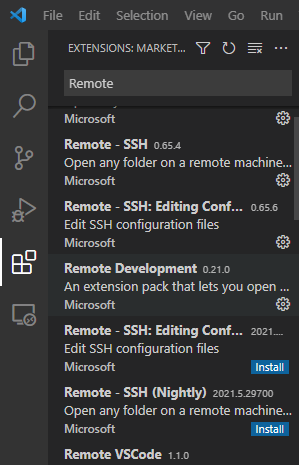 File Edit Selection View Go Run
EXTENSIONS: MARKET...
Remote
Microsoft
Remote - SSH 0.65.4
Open any folder on a remote machine...
Microsoft
Remote - SSH: Editing Conf... 0.65.6
Edit SSH configuration files
Microsoft
Remote Development 0.21.0
An extension pack that lets you open ...
Microsoft
Remote - SSH: Editing Conf... 2021....
Edit SSH configuration files
Microsoft Install
Remote - SSH (Nightly) 2021.5.29700
Open any folder on a remote machine...
Microsoft Install
Remote VSCode 1.1.0